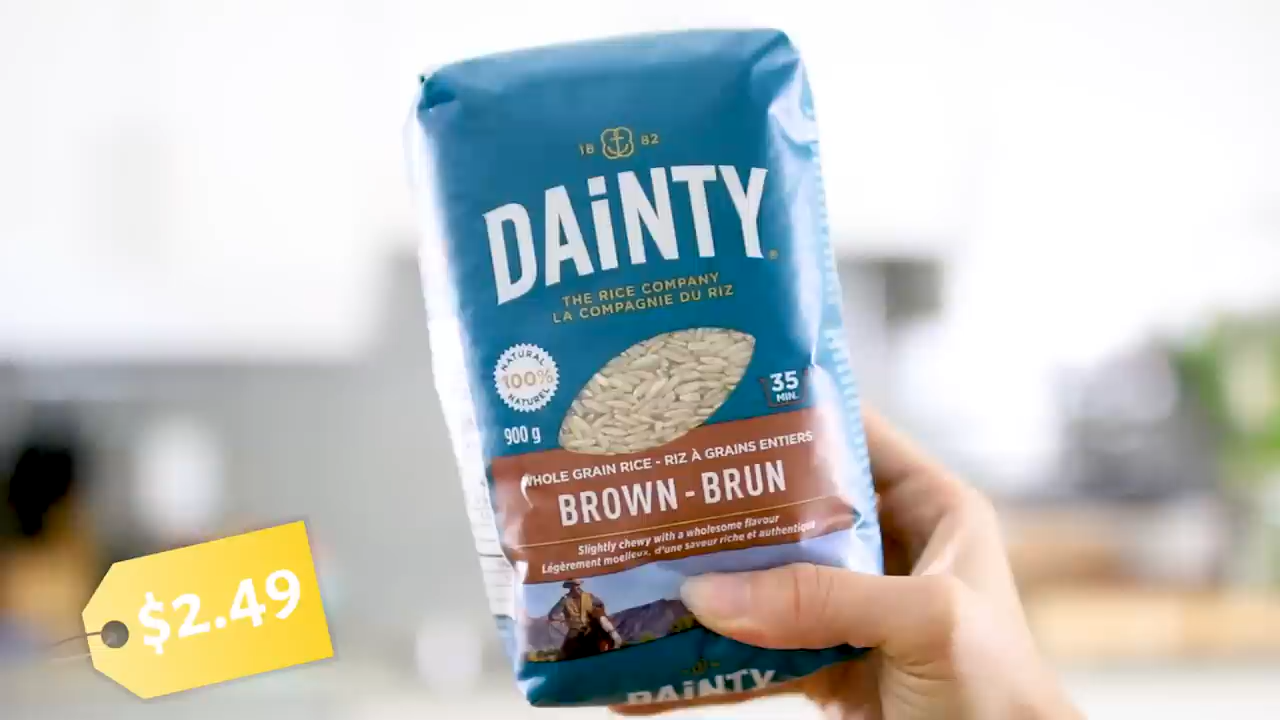 18 82
DAiNTY®
THE RICE COMPANY
LA COMPAGNIE DU RIZ
NATURAL
100%
NATUREL
35
MIN.
900 g
WHOLE GRAIN RICE - RIZ À GRAINS ENTIERS
BROWN - BRUN
Slightly chewy with a wholesome flavour
Légèrement moelleux, d'une saveur riche et authentique
$2.49
DAiNTY